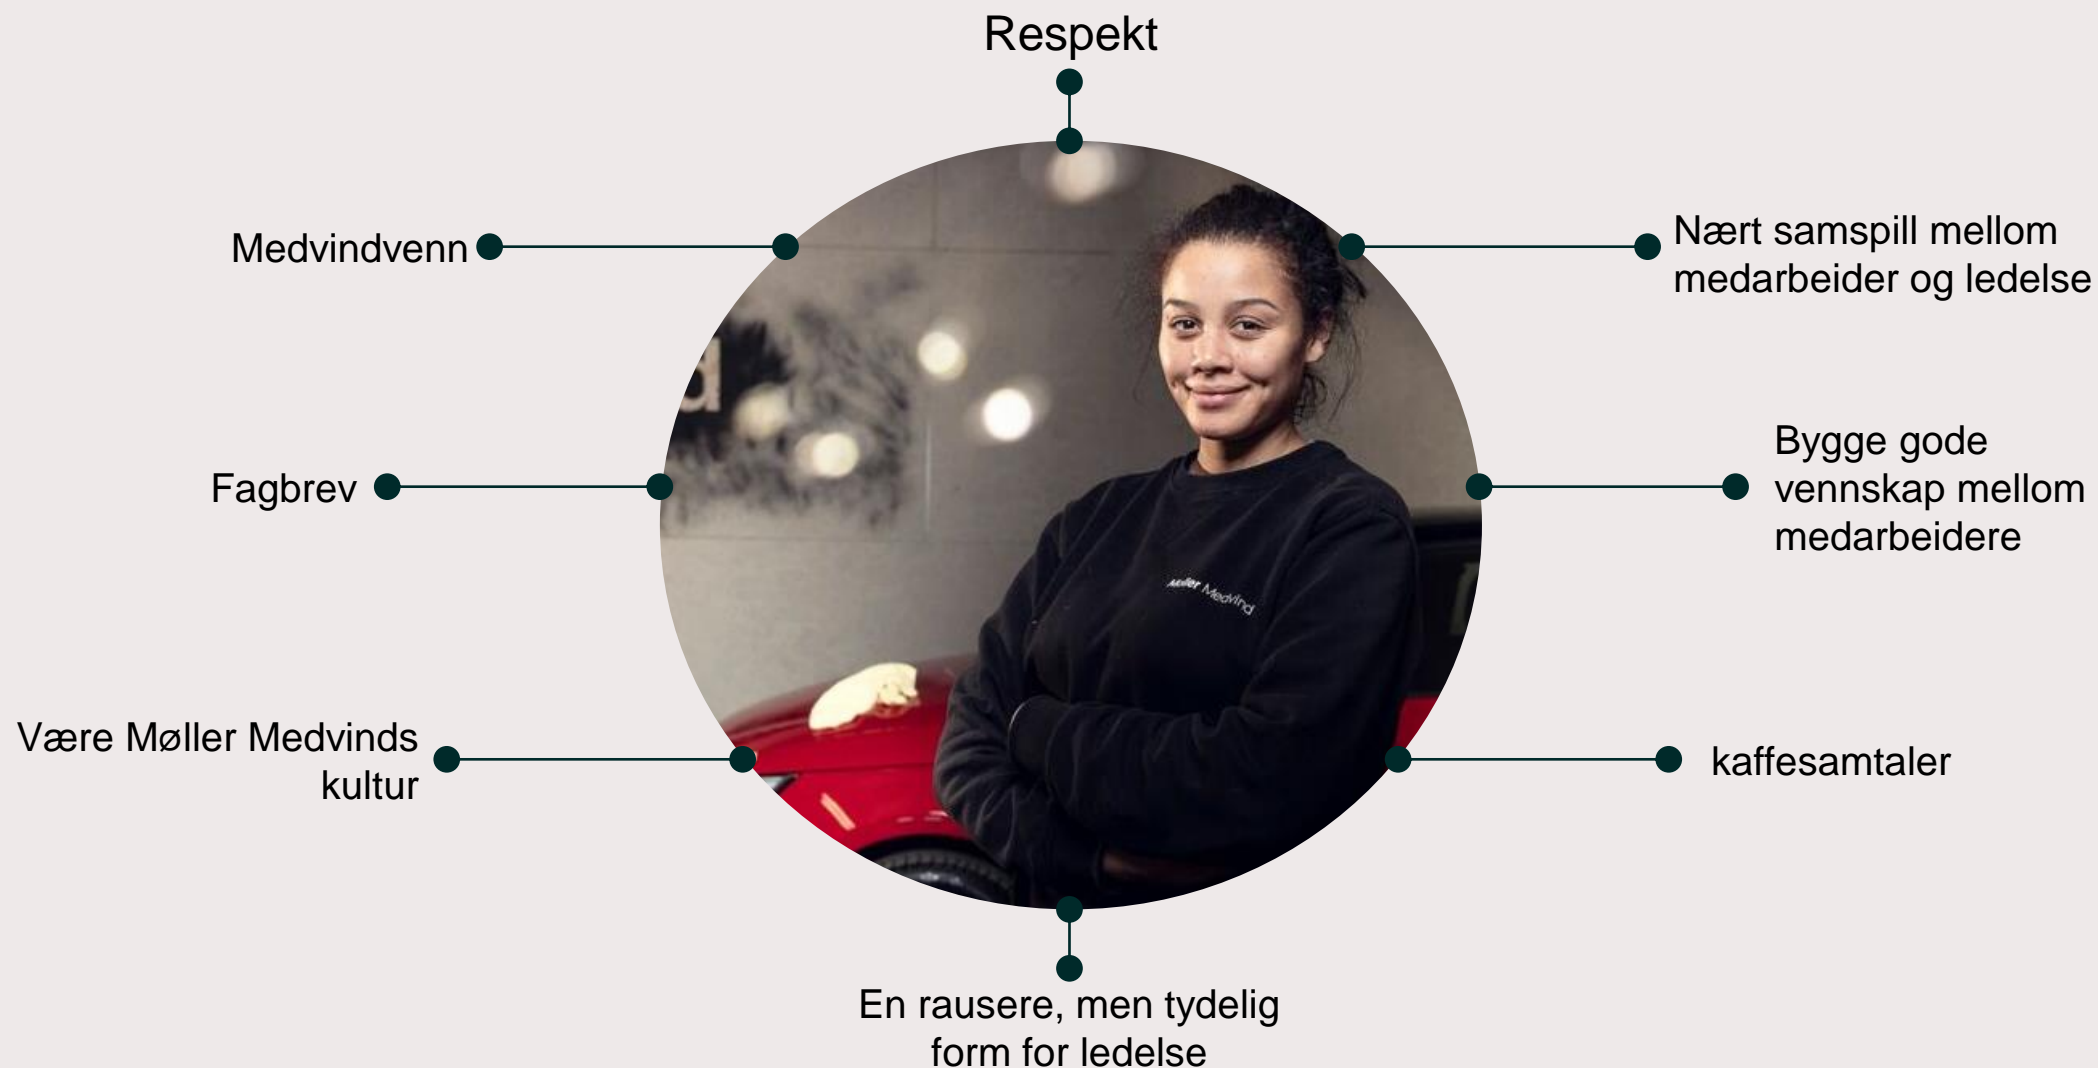 Respekt
Medvindvenn
Nært samspill mellom
medarbeider og ledelse
Fagbrev
Bygge gode
vennskap mellom
medarbeidere
Møller Medvind
Være Møller Medvinds
kultur
kaffesamtaler
En rausere, men tydelig
form for ledelse